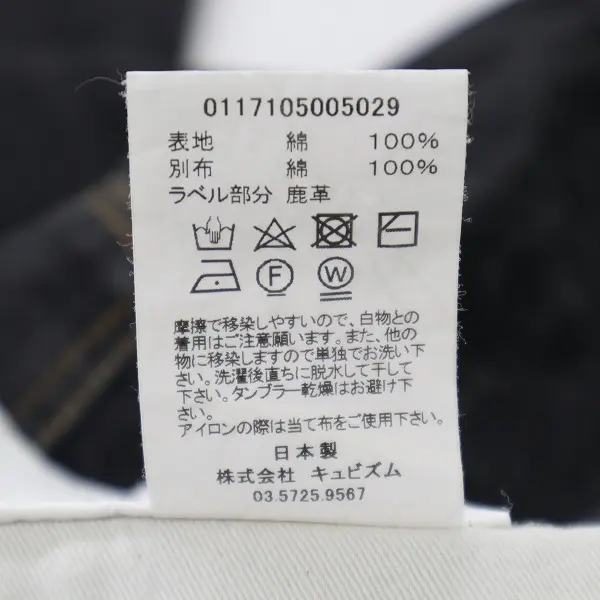 0117105005029
表地 綿 100%
別布 綿 100%
ラベル部分 鹿革
F W
摩擦で移染しやすいので、白物との
着用はご注意願います。また、他の
物に移染しますので単独でお洗い下
さい。洗濯後直ちに脱水して干して
下さい。タンブラー乾燥はお避け下
さい。
アイロンの際は当て布をご使用下さい。
日本製
株式会社 キュビズム
03.5725.9567